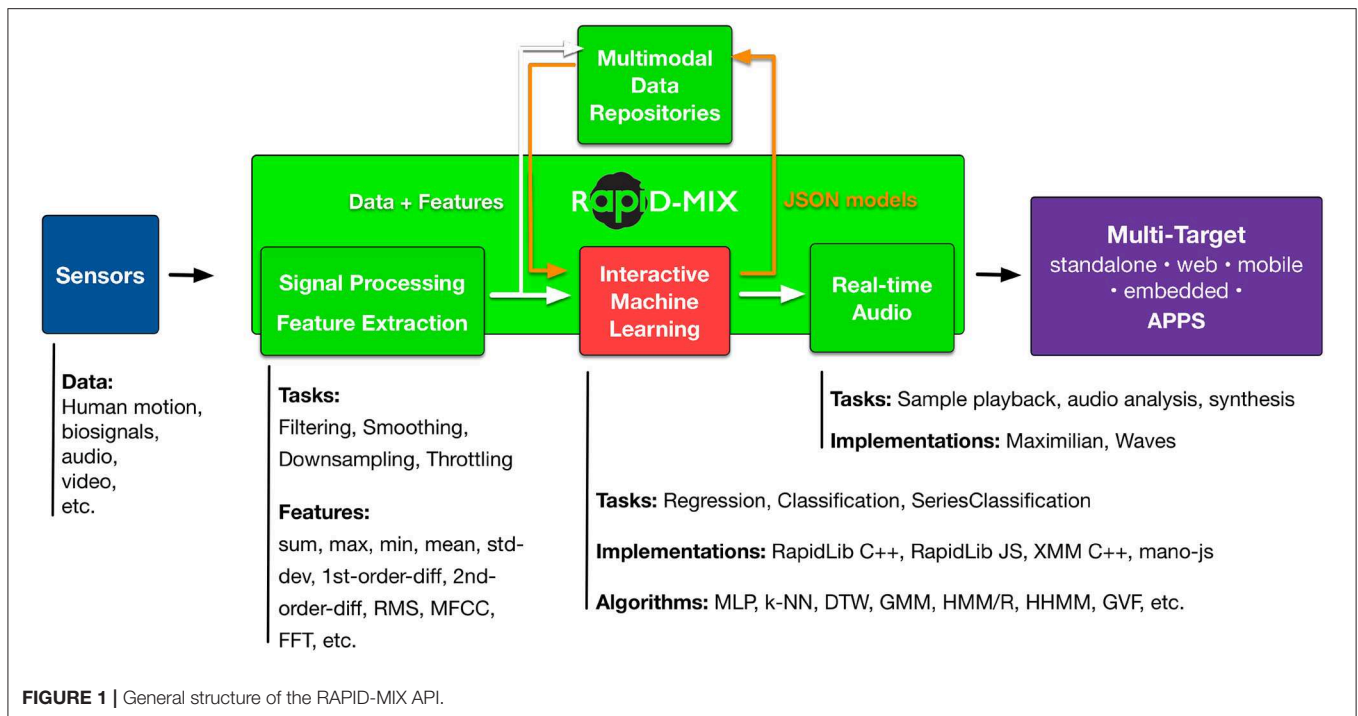 Multimodal
Data
Repositories
Data + Features
RapiD-MIX
JSON models
Sensors
Signal Processing
Feature Extraction
Interactive
Machine
Learning
Real-time
Audio
Multi-Target
standalone • web • mobile
• embedded •
APPS
Data:
Human motion,
biosignals,
audio,
video,
etc.
Tasks:
Filtering, Smoothing,
Downsampling, Throttling
Features:
sum, max, min, mean, std-
dev, 1st-order-diff, 2nd-
order-diff, RMS, MFCC,
FFT, etc.
Tasks: Sample playback, audio analysis, synthesis
Implementations: Maximilian, Waves
Tasks: Regression, Classification, SeriesClassification
Implementations: RapidLib C++, RapidLib JS, XMM C++, mano-js
Algorithms: MLP, k-NN, DTW, GMM, HMM/R, HHMM, GVF, etc.
FIGURE 1 | General structure of the RAPID-MIX API.